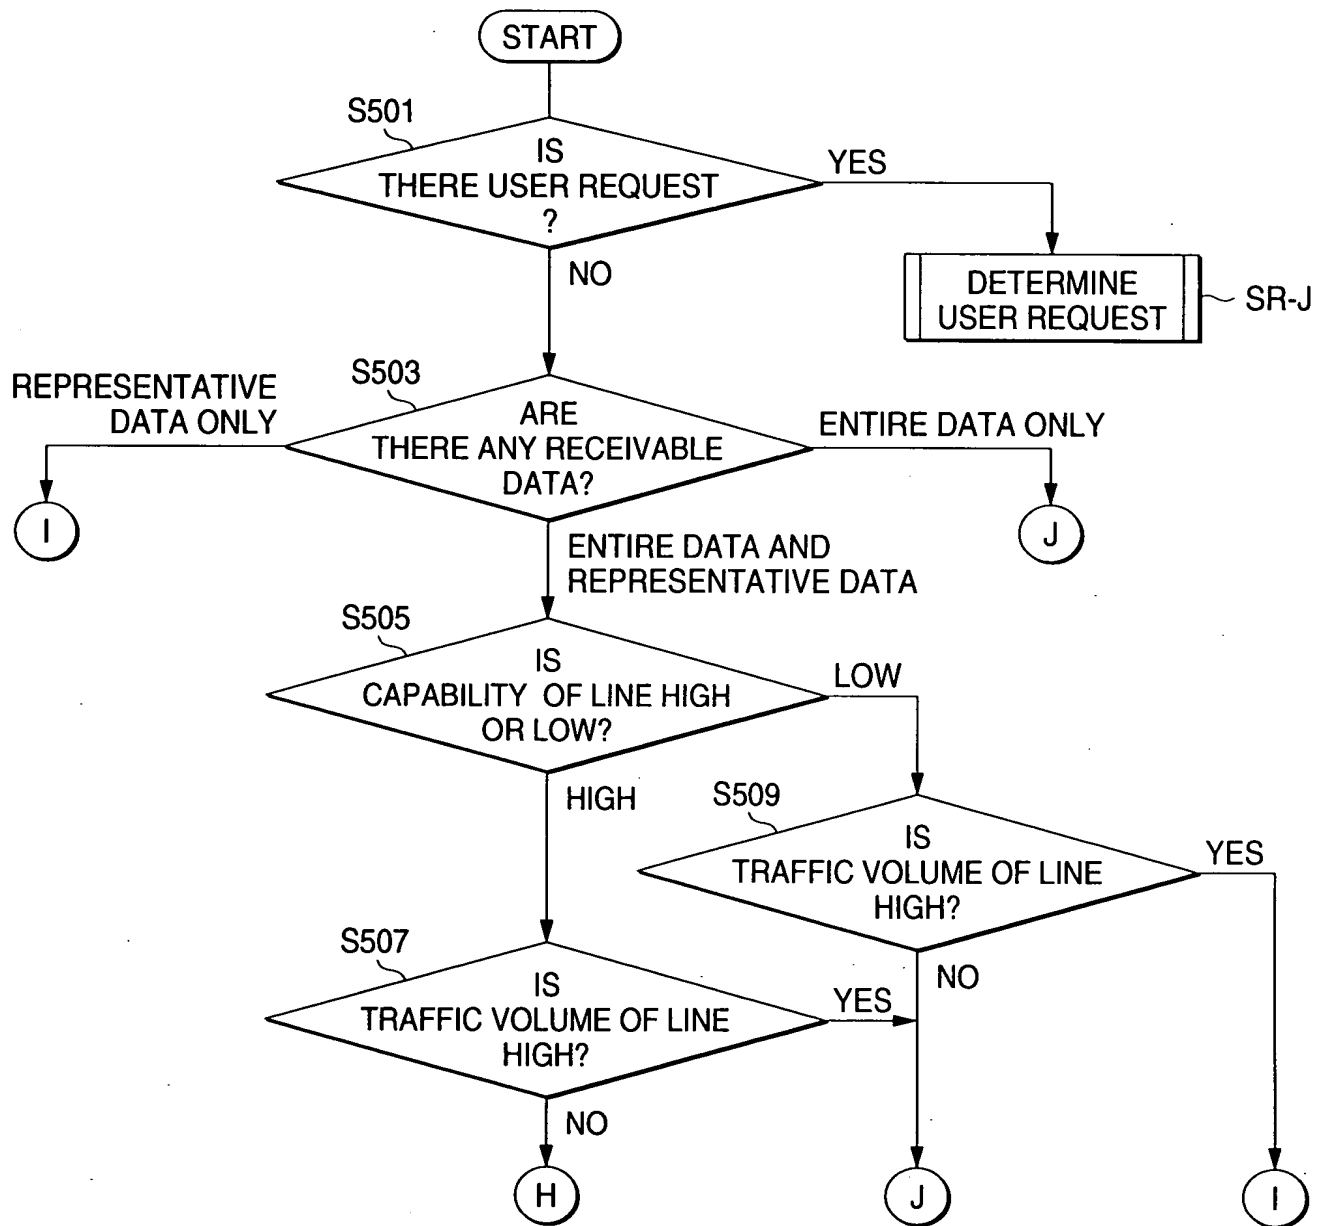 START
S501
IS
THERE USER REQUEST
?
YES
NO
DETERMINE
USER REQUEST
SR-J
S503
REPRESENTATIVE
DATA ONLY
ARE
THERE ANY RECEIVABLE
DATA?
ENTIRE DATA ONLY
I
J
ENTIRE DATA AND
REPRESENTATIVE DATA
S505
IS
CAPABILITY OF LINE HIGH
OR LOW?
LOW
HIGH
S509
IS
TRAFFIC VOLUME OF LINE
HIGH?
YES
NO
S507
IS
TRAFFIC VOLUME OF LINE
HIGH?
YES
NO
H
J
I